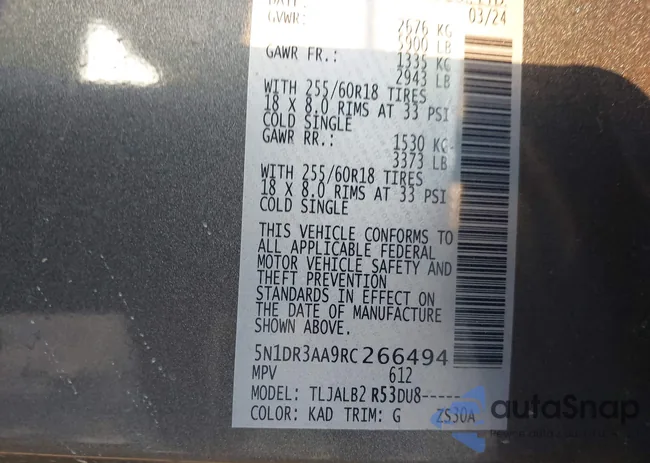 03/24
GVWR: 2676 KG
5900 LB
GAWR FR.: 1335 KG
2943 LB
WITH 255/60R18 TIRES
18 X 8.0 RIMS AT 33 PSI
COLD SINGLE
GAWR RR.: 1530 KG
3373 LB
WITH 255/60R18 TIRES
18 X 8.0 RIMS AT 33 PSI
COLD SINGLE
THIS VEHICLE CONFORMS TO
ALL APPLICABLE FEDERAL
MOTOR VEHICLE SAFETY AND
THEFT PREVENTION
STANDARDS IN EFFECT ON
THE DATE OF MANUFACTURE
SHOWN ABOVE.
5N1DR3AA9RC266494
MPV 612
MODEL: TLJALB2 R53DU8-----
COLOR: KAD TRIM: G ZS30A
autoSnap